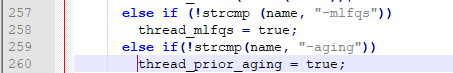 257 else if (!strcmp (name, "-mlfqs"))
258 thread_mlfqs = true;
259 else if(!strcmp(name, "-aging"))
260 thread_prior_aging = true;